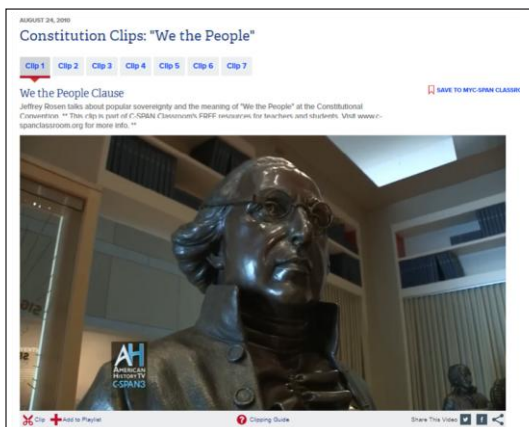 AUGUST 24, 2010
Constitution Clips: "We the People"
Clip 1 Clip 2 Clip 3 Clip 4 Clip 5 Clip 6 Clip 7
We the People Clause
SAVE TO MYC-SPAN CLASSRO
Jeffrey Rosen talks about popular sovereignty and the meaning of "We the People" at the Constitutional
Convention. ** This clip is part of C-SPAN Classroom's FREE resources for teachers and students. Visit www.c-
spanclassroom.org for more info. **
AH
AMERICAN
HISTORY TV
C-SPAN3
Clip Add to Playlist Clipping Guide Share This Video